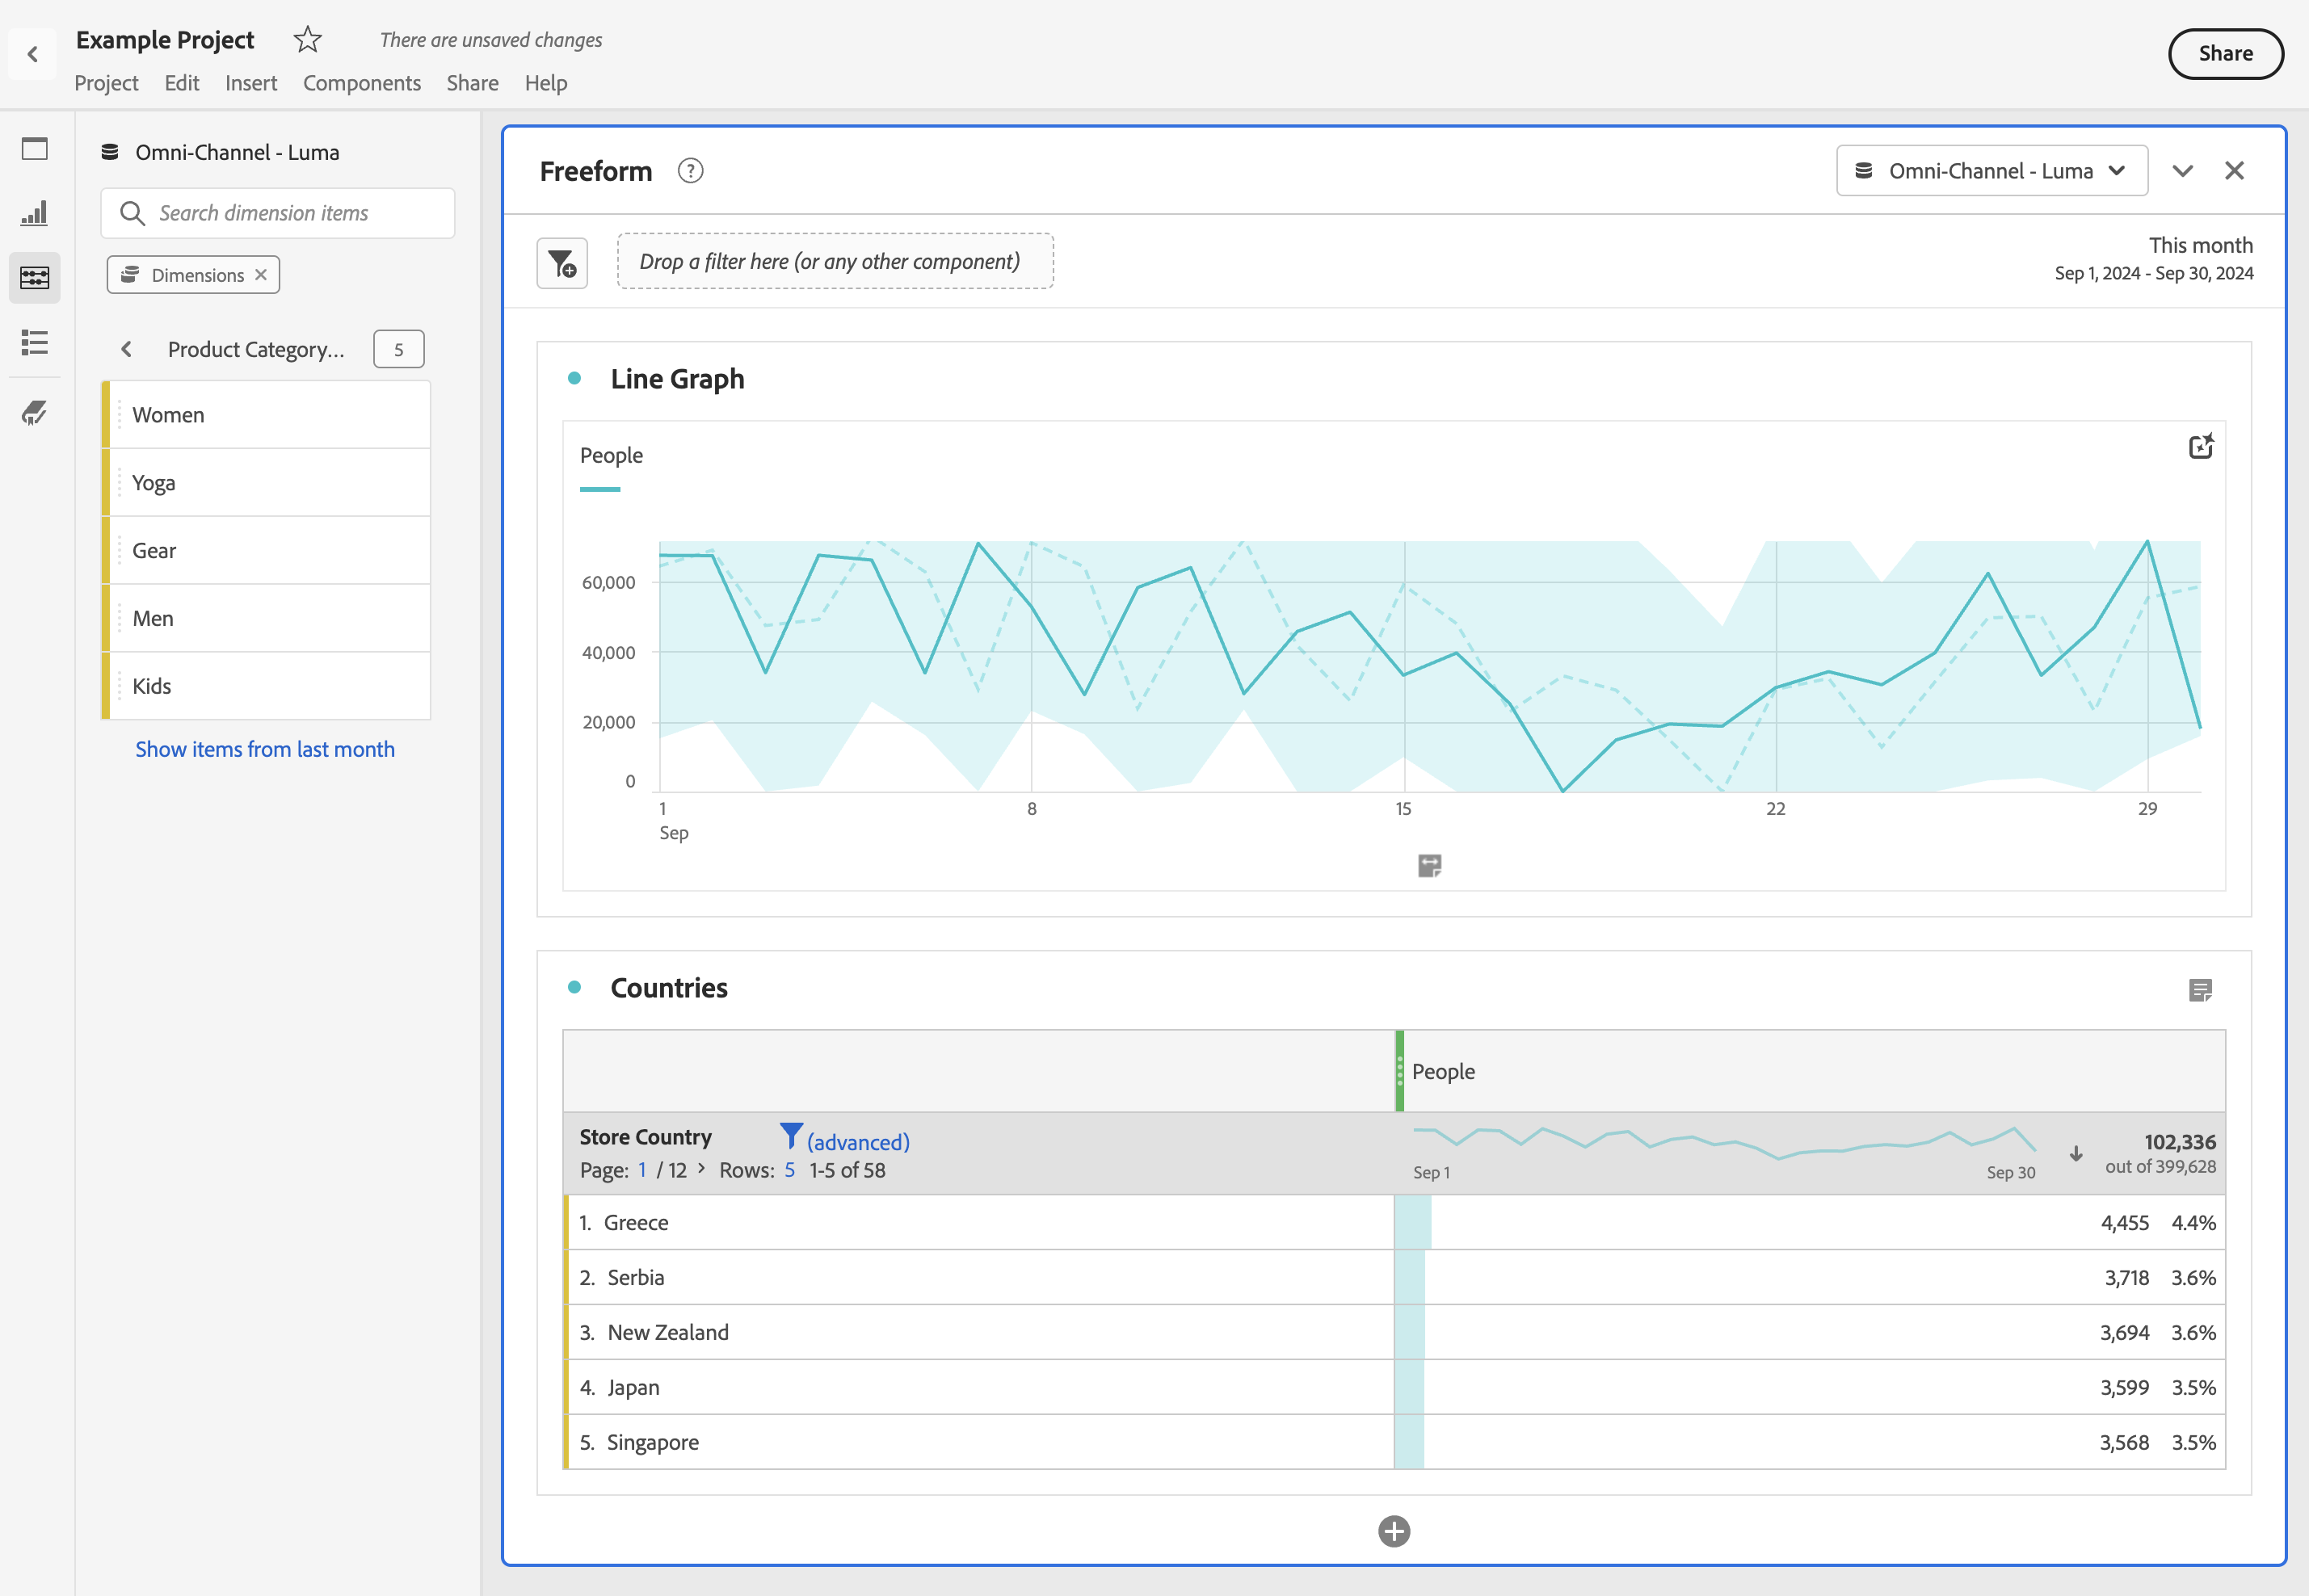 Example Project
There are unsaved changes
Share
Project Edit Insert Components Share Help
Omni-Channel - Luma
Search dimension items
Dimensions
Product Category... 5
Women
Yoga
Gear
Men
Kids
Show items from last month
Freeform ?
Omni-Channel - Luma
Drop a filter here (or any other component)
This month
Sep 1, 2024 - Sep 30, 2024
Line Graph
People
60,000
40,000
20,000
0
1 8 15 22 29
Sep
Countries
People
Store Country (advanced)
Page: 1 / 12 > Rows: 5 1-5 of 58
Sep 1 Sep 30
102,336
out of 399,628
1. Greece 4,455 4.4%
2. Serbia 3,718 3.6%
3. New Zealand 3,694 3.6%
4. Japan 3,599 3.5%
5. Singapore 3,568 3.5%